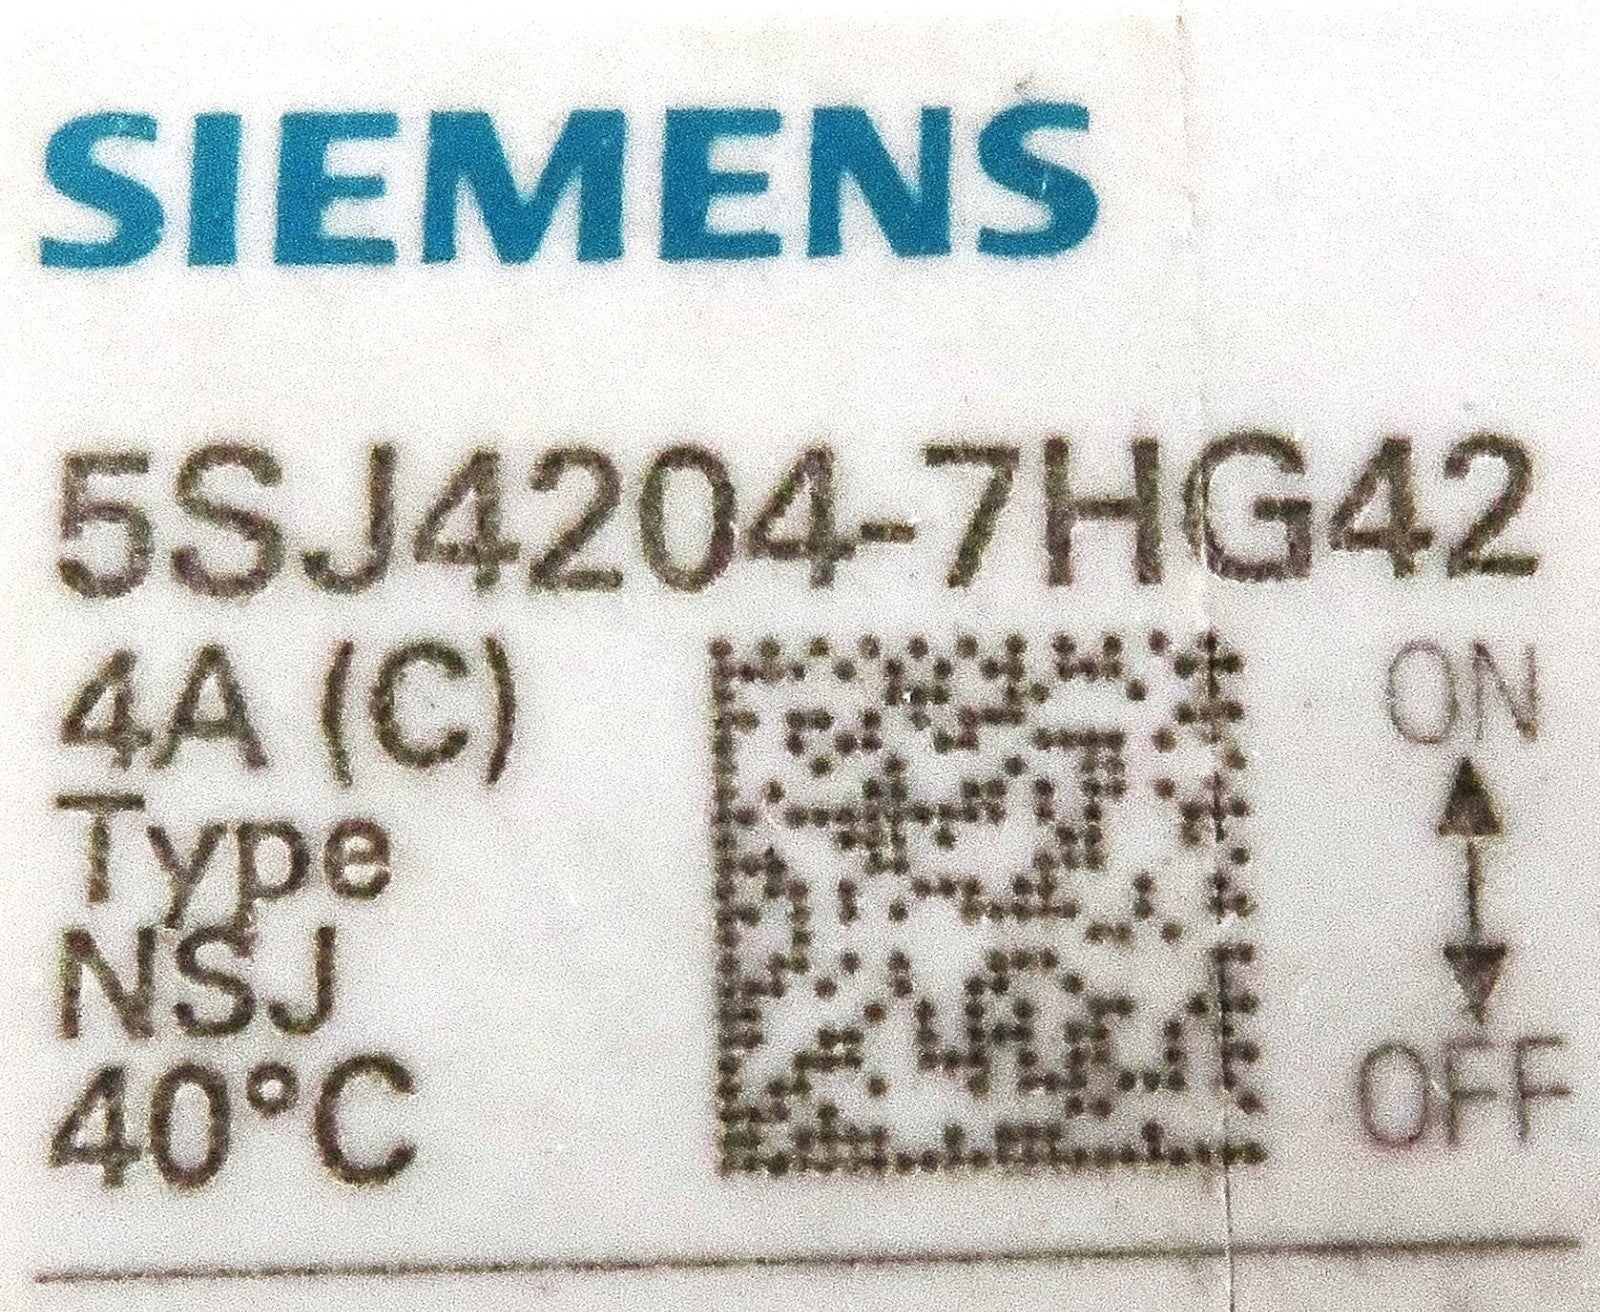 SIEMENS
5SJ4204-7HG42
4A (C)
Type
NSJ
40°C
ON
OFF